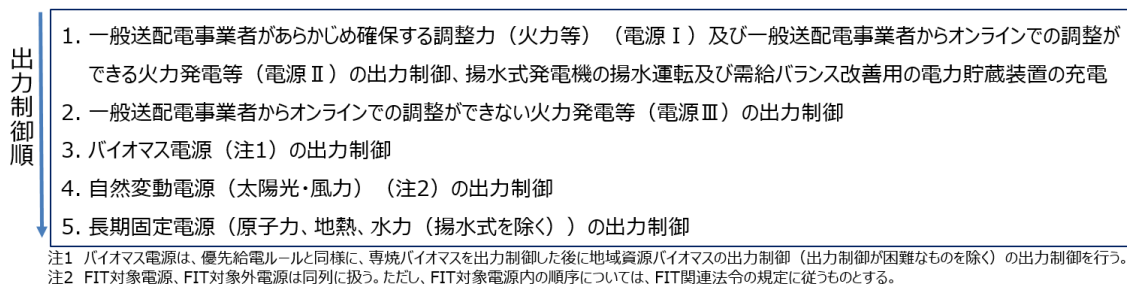 出力制御順
1. 一般送配電事業者があらかじめ確保する調整力（火力等）（電源Ⅰ）及び一般送配電事業者からオンラインでの調整が
できる火力発電等（電源Ⅱ）の出力制御、揚水式発電機の揚水運転及び需給バランス改善用の電力貯蔵装置の充電
2. 一般送配電事業者からオンラインでの調整ができない火力発電等（電源Ⅲ）の出力制御
3. バイオマス電源（注1）の出力制御
4. 自然変動電源（太陽光・風力）（注2）の出力制御
5. 長期固定電源（原子力、地熱、水力（揚水式を除く））の出力制御
注1 バイオマス電源は、優先給電ルールと同様に、専焼バイオマスを出力制御した後に地域資源バイオマスの出力制御（出力制御が困難なものを除く）の出力制御を行う。
注2 FIT対象電源、FIT対象外電源は同列に扱う。ただし、FIT対象電源内の順序については、FIT関連法令の規定に従うものとする。